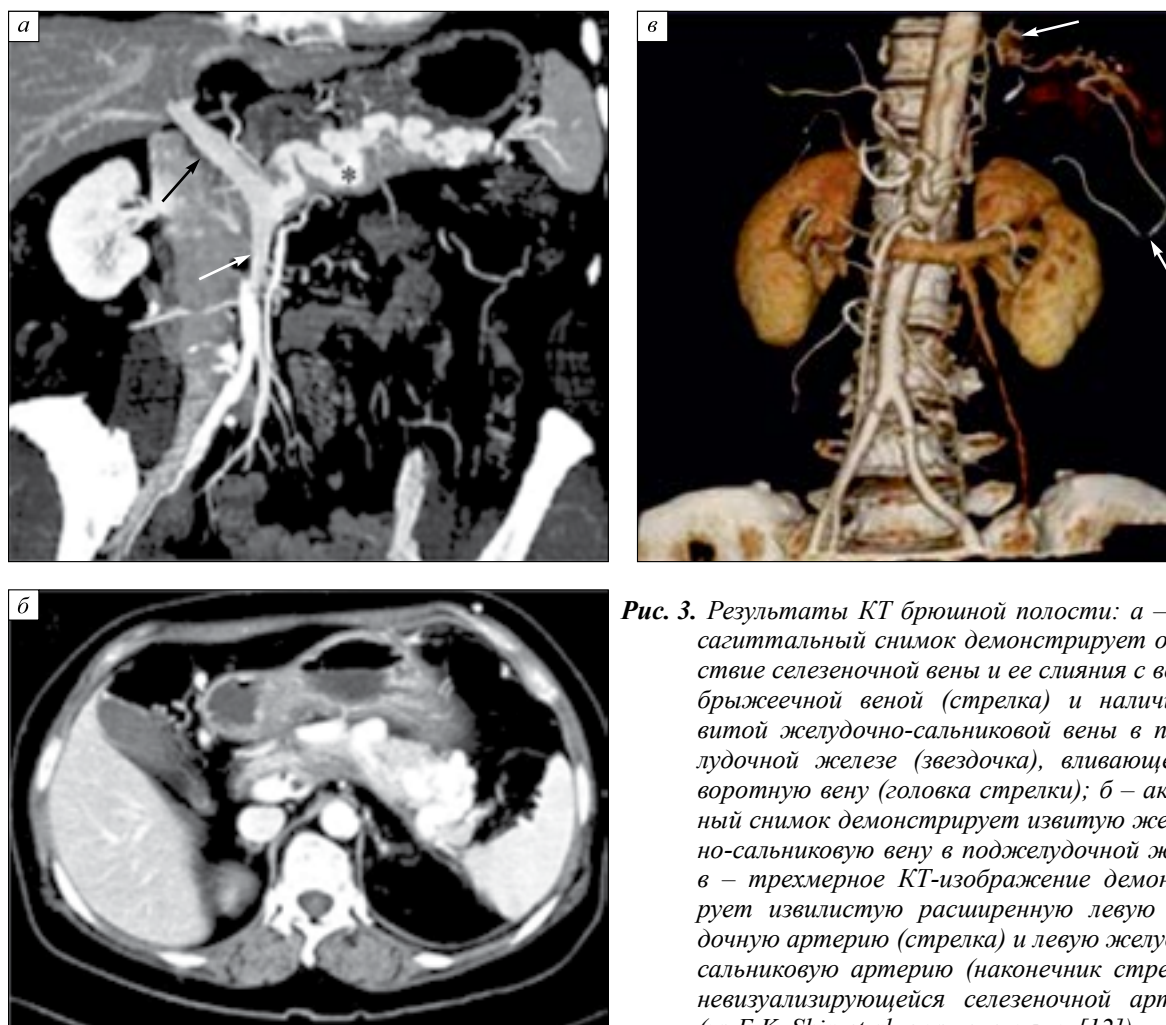 а
*
в
б
Рис. 3. Результаты КТ брюшной полости: а –
сагиттальный снимок демонстрирует о
ствие селезеночной вены и ее слияния с ве
брыжеечной веной (стрелка) и налич
витой желудочно-сальниковой вены в п
лудочной железе (звездочка), вливающе
воротную вену (головка стрелки); б – ак
ный снимок демонстрирует извитую же
но-сальниковую вену в поджелудочной ж
в – трехмерное КТ-изображение демон
рует извилистую расширенную левую
дочную артерию (стрелка) и левую желу
сальниковую артерию (наконечник стре
невизуализирующейся селезеночной арт